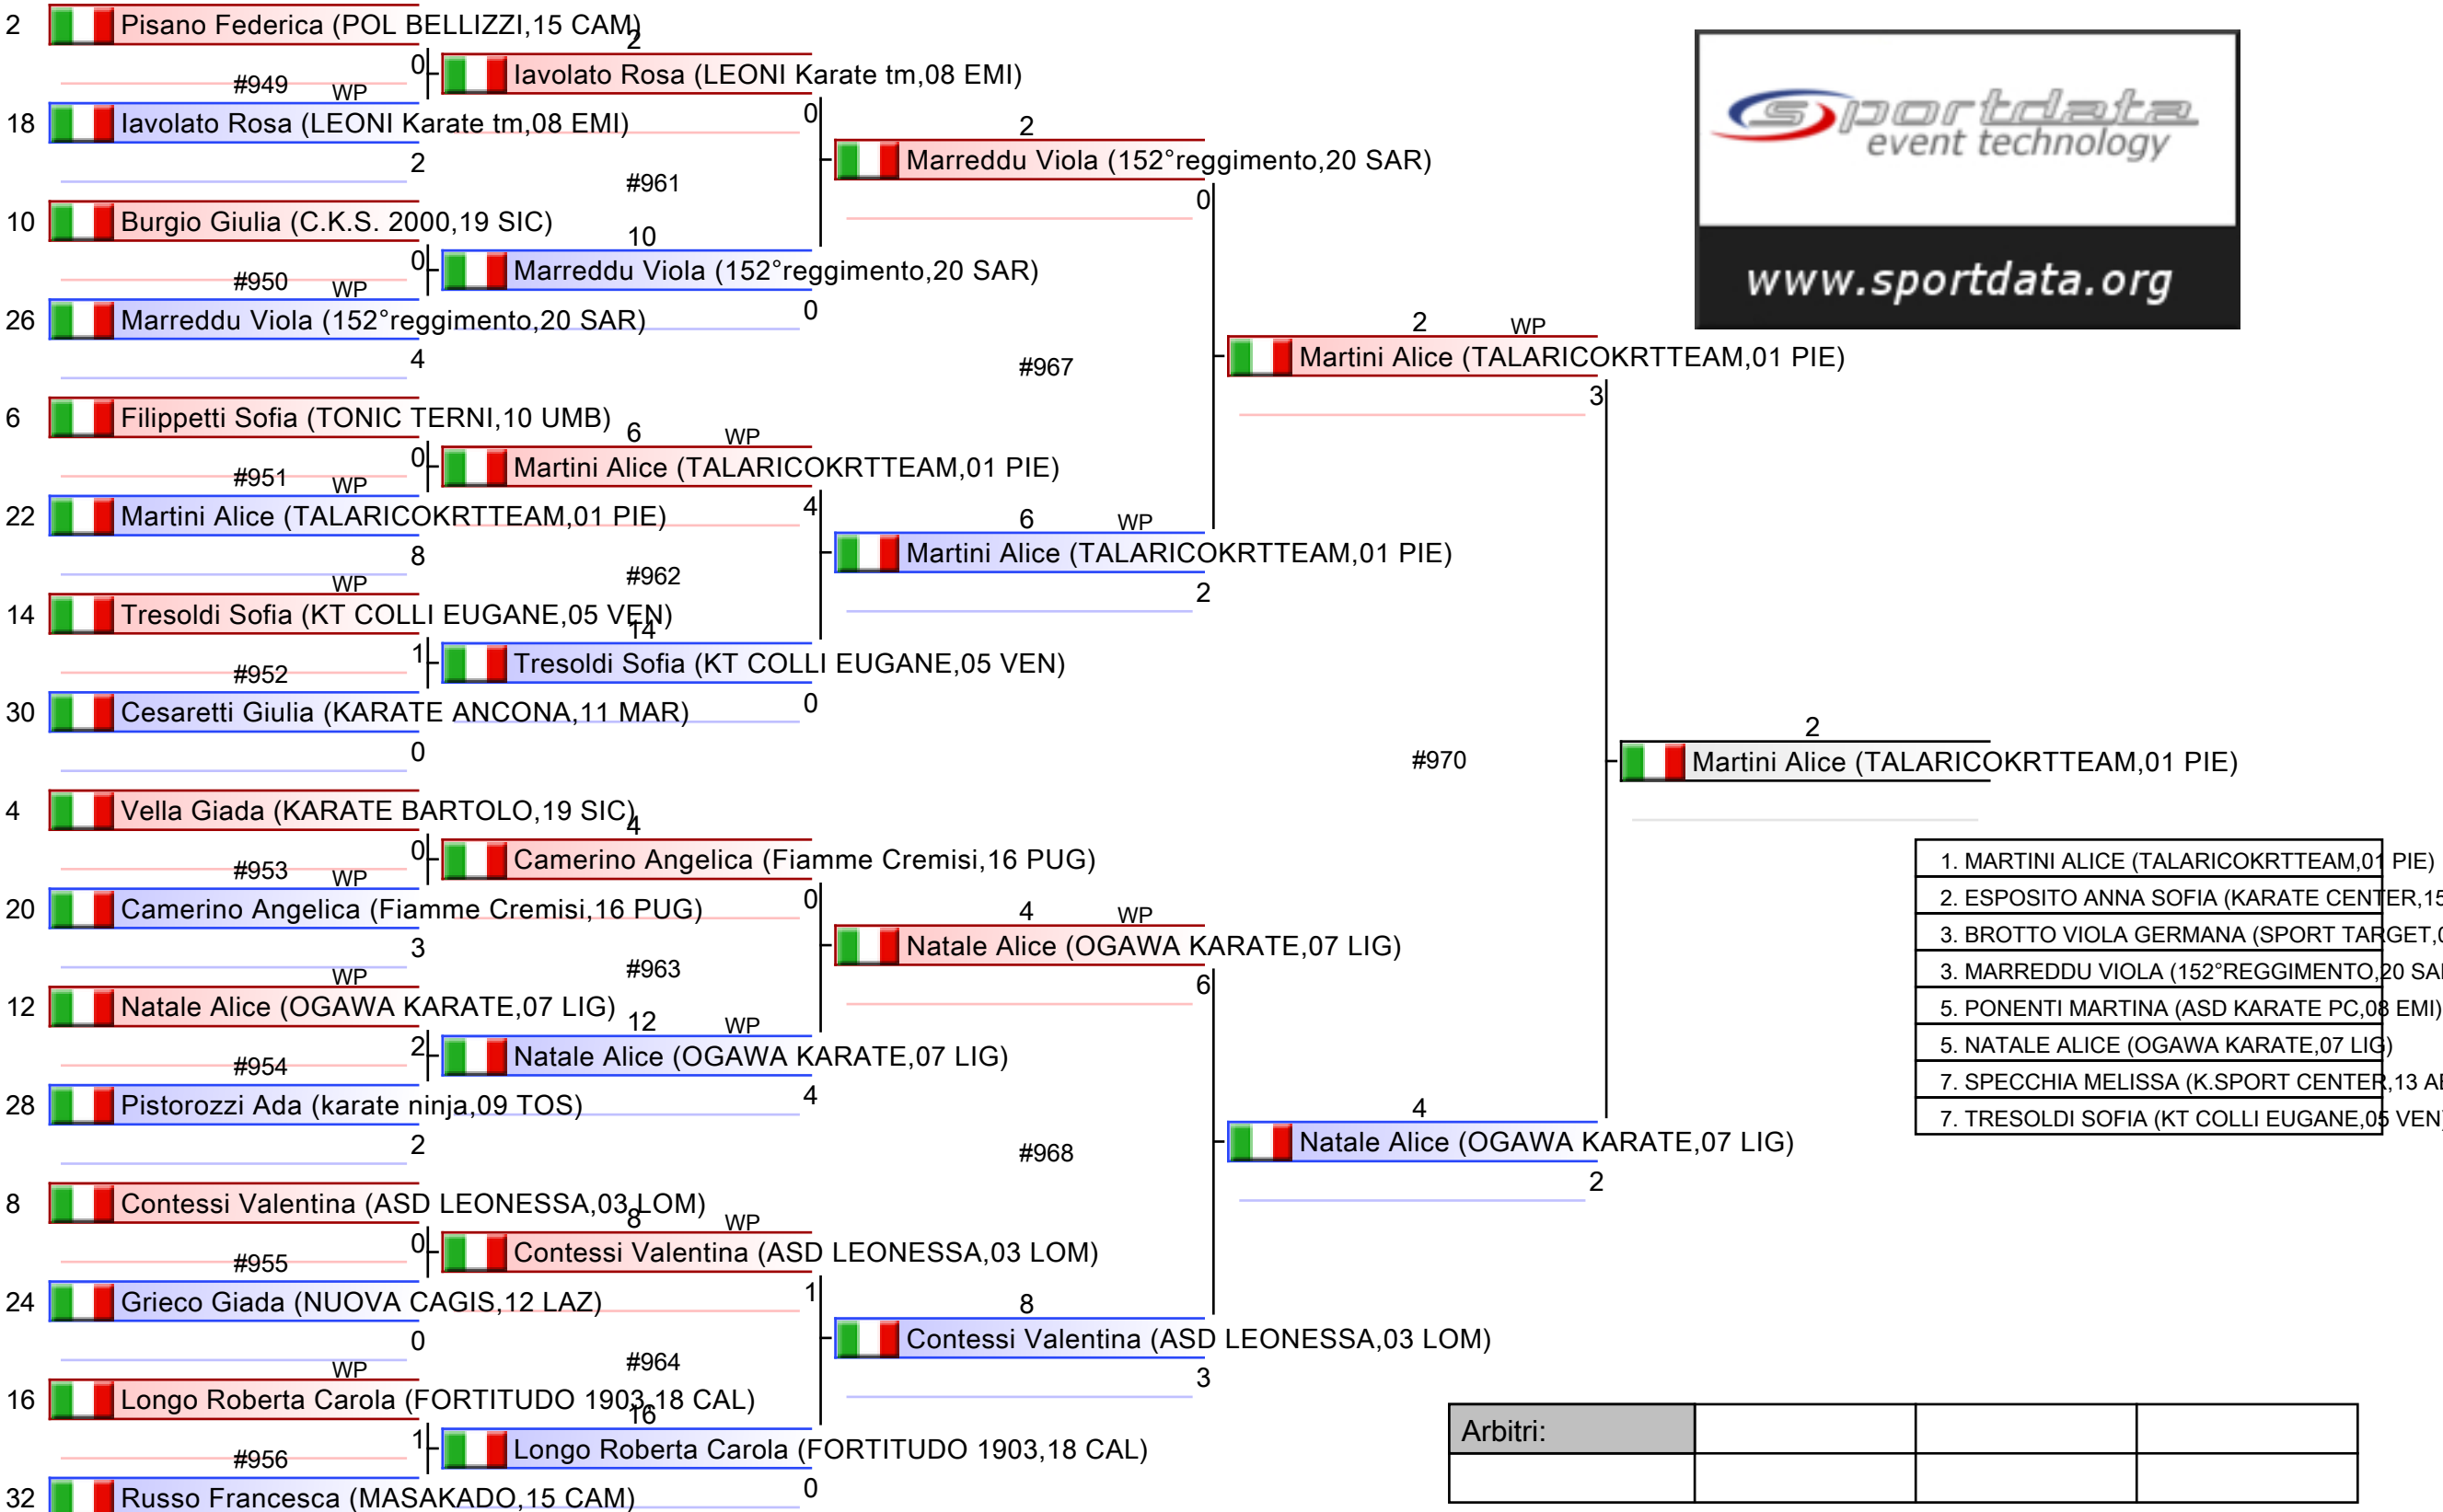 2 Pisano Federica (POL BELLIZZI,15 CAM)
0
#949 WP
18 Iavolato Rosa (LEONI Karate tm,08 EMI)
2
10 Burgio Giulia (C.K.S. 2000,19 SIC)
0
#950 WP
26 Marreddu Viola (152°reggimento,20 SAR)
4
6 Filippetti Sofia (TONIC TERNI,10 UMB)
0
#951 WP
22 Martini Alice (TALARICOKRTTEAM,01 PIE)
8
WP
14 Tresoldi Sofia (KT COLLI EUGANE,05 VEN)
1
#952
30 Cesaretti Giulia (KARATE ANCONA,11 MAR)
0
4 Vella Giada (KARATE BARTOLO,19 SIC)
0
#953 WP
20 Camerino Angelica (Fiamme Cremisi,16 PUG)
3
WP
12 Natale Alice (OGAWA KARATE,07 LIG)
2
#954
28 Pistorozzi Ada (karate ninja,09 TOS)
2
8 Contessi Valentina (ASD LEONESSA,03 LOM)
0
#955
24 Grieco Giada (NUOVA CAGIS,12 LAZ)
0
WP
16 Longo Roberta Carola (FORTITUDO 1903,18 CAL)
1
#956
32 Russo Francesca (MASAKADO,15 CAM)
2
Iavolato Rosa (LEONI Karate tm,08 EMI)
0
#961
10
Marreddu Viola (152°reggimento,20 SAR)
0
6 WP
Martini Alice (TALARICOKRTTEAM,01 PIE)
4
#962
14
Tresoldi Sofia (KT COLLI EUGANE,05 VEN)
0
4
Camerino Angelica (Fiamme Cremisi,16 PUG)
0
#963
12 WP
Natale Alice (OGAWA KARATE,07 LIG)
4
8 WP
Contessi Valentina (ASD LEONESSA,03 LOM)
1
#964
16
Longo Roberta Carola (FORTITUDO 1903,18 CAL)
0
2
Marreddu Viola (152°reggimento,20 SAR)
0
#967
6 WP
Martini Alice (TALARICOKRTTEAM,01 PIE)
2
4 WP
Natale Alice (OGAWA KARATE,07 LIG)
6
#968
8
Contessi Valentina (ASD LEONESSA,03 LOM)
3
2 WP
Martini Alice (TALARICOKRTTEAM,01 PIE)
3
#970
4
Natale Alice (OGAWA KARATE,07 LIG)
2
2
Martini Alice (TALARICOKRTTEAM,01 PIE)
sportdata
event technology
www.sportdata.org
1. MARTINI ALICE (TALARICOKRTTEAM,01 PIE)
2. ESPOSITO ANNA SOFIA (KARATE CENTER,15
3. BROTTO VIOLA GERMANA (SPORT TARGET,0
3. MARREDDU VIOLA (152°REGGIMENTO,20 SA
5. PONENTI MARTINA (ASD KARATE PC,08 EMI)
5. NATALE ALICE (OGAWA KARATE,07 LIG)
7. SPECCHIA MELISSA (K.SPORT CENTER,13 A
7. TRESOLDI SOFIA (KT COLLI EUGANE,05 VEN)
Arbitri: